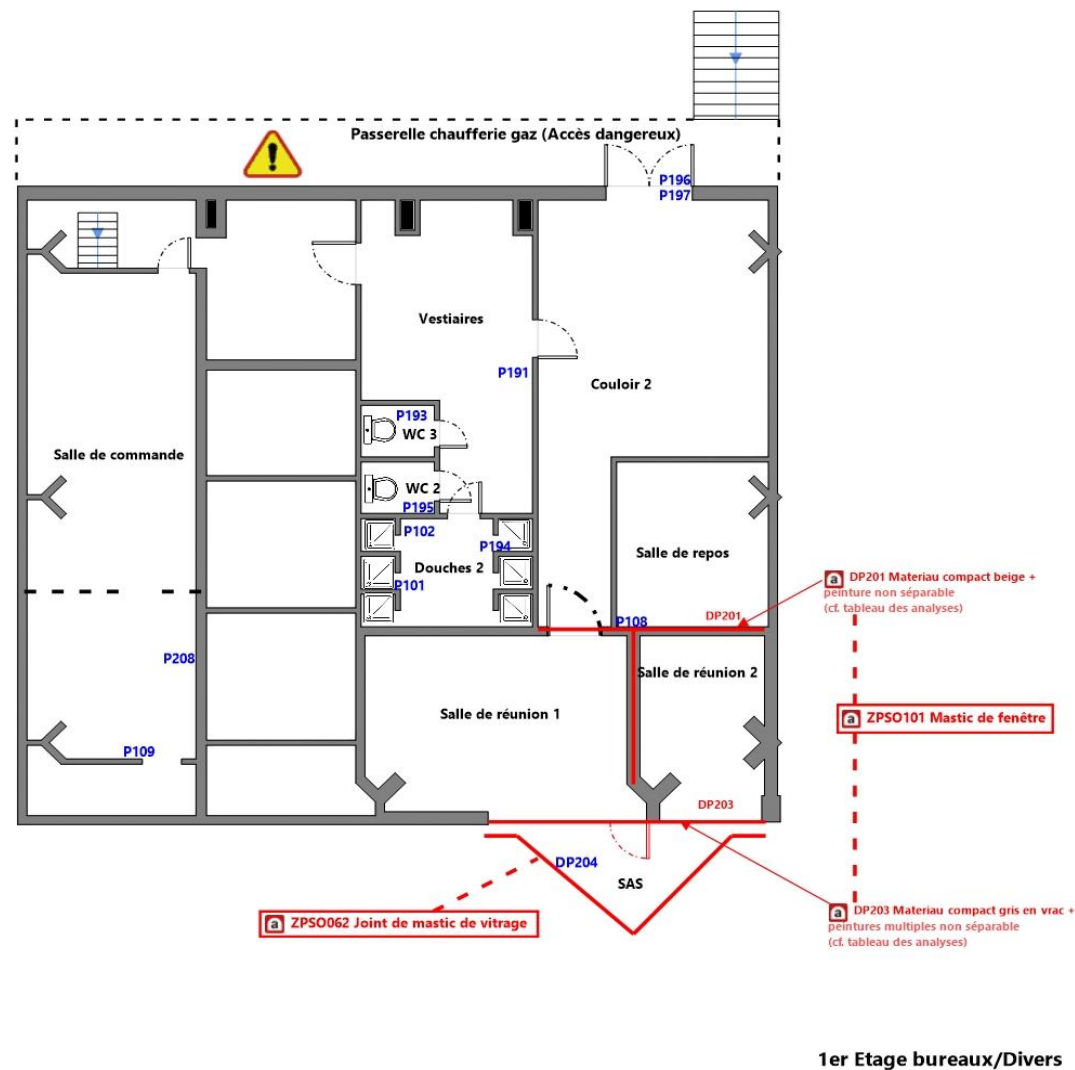 Passerelle chaufferie gaz (Accès dangereux)
P196
P197
Vestiaires
P191
Couloir 2
P193
WC 3
Salle de commande
WC 2
P195
P102
P194
Douches 2
P101
Salle de repos
a DP201 Materiau compact beige +
peinture non séparable
(cf. tableau des analyses)
DP201
P108
P208
Salle de réunion 2
Salle de réunion 1
a ZPSO101 Mastic de fenêtre
P109
DP203
DP204
SAS
a ZPSO062 Joint de mastic de vitrage
a DP203 Materiau compact gris en vrac +
peintures multiples non séparable
(cf. tableau des analyses)
1er Etage bureaux/Divers